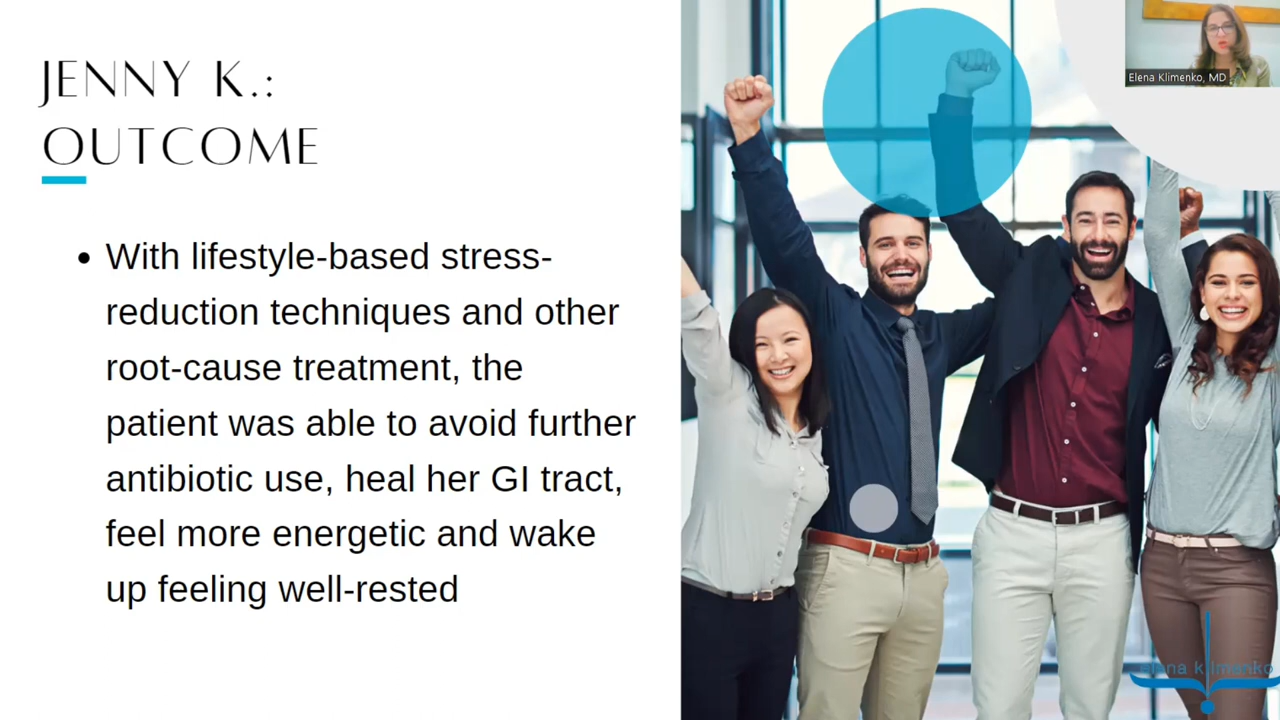 JENNY K.:
OUTCOME
• With lifestyle-based stress-
reduction techniques and other
root-cause treatment, the
patient was able to avoid further
antibiotic use, heal her GI tract,
feel more energetic and wake
up feeling well-rested
Elena Klimenko, MD
elena klimenko